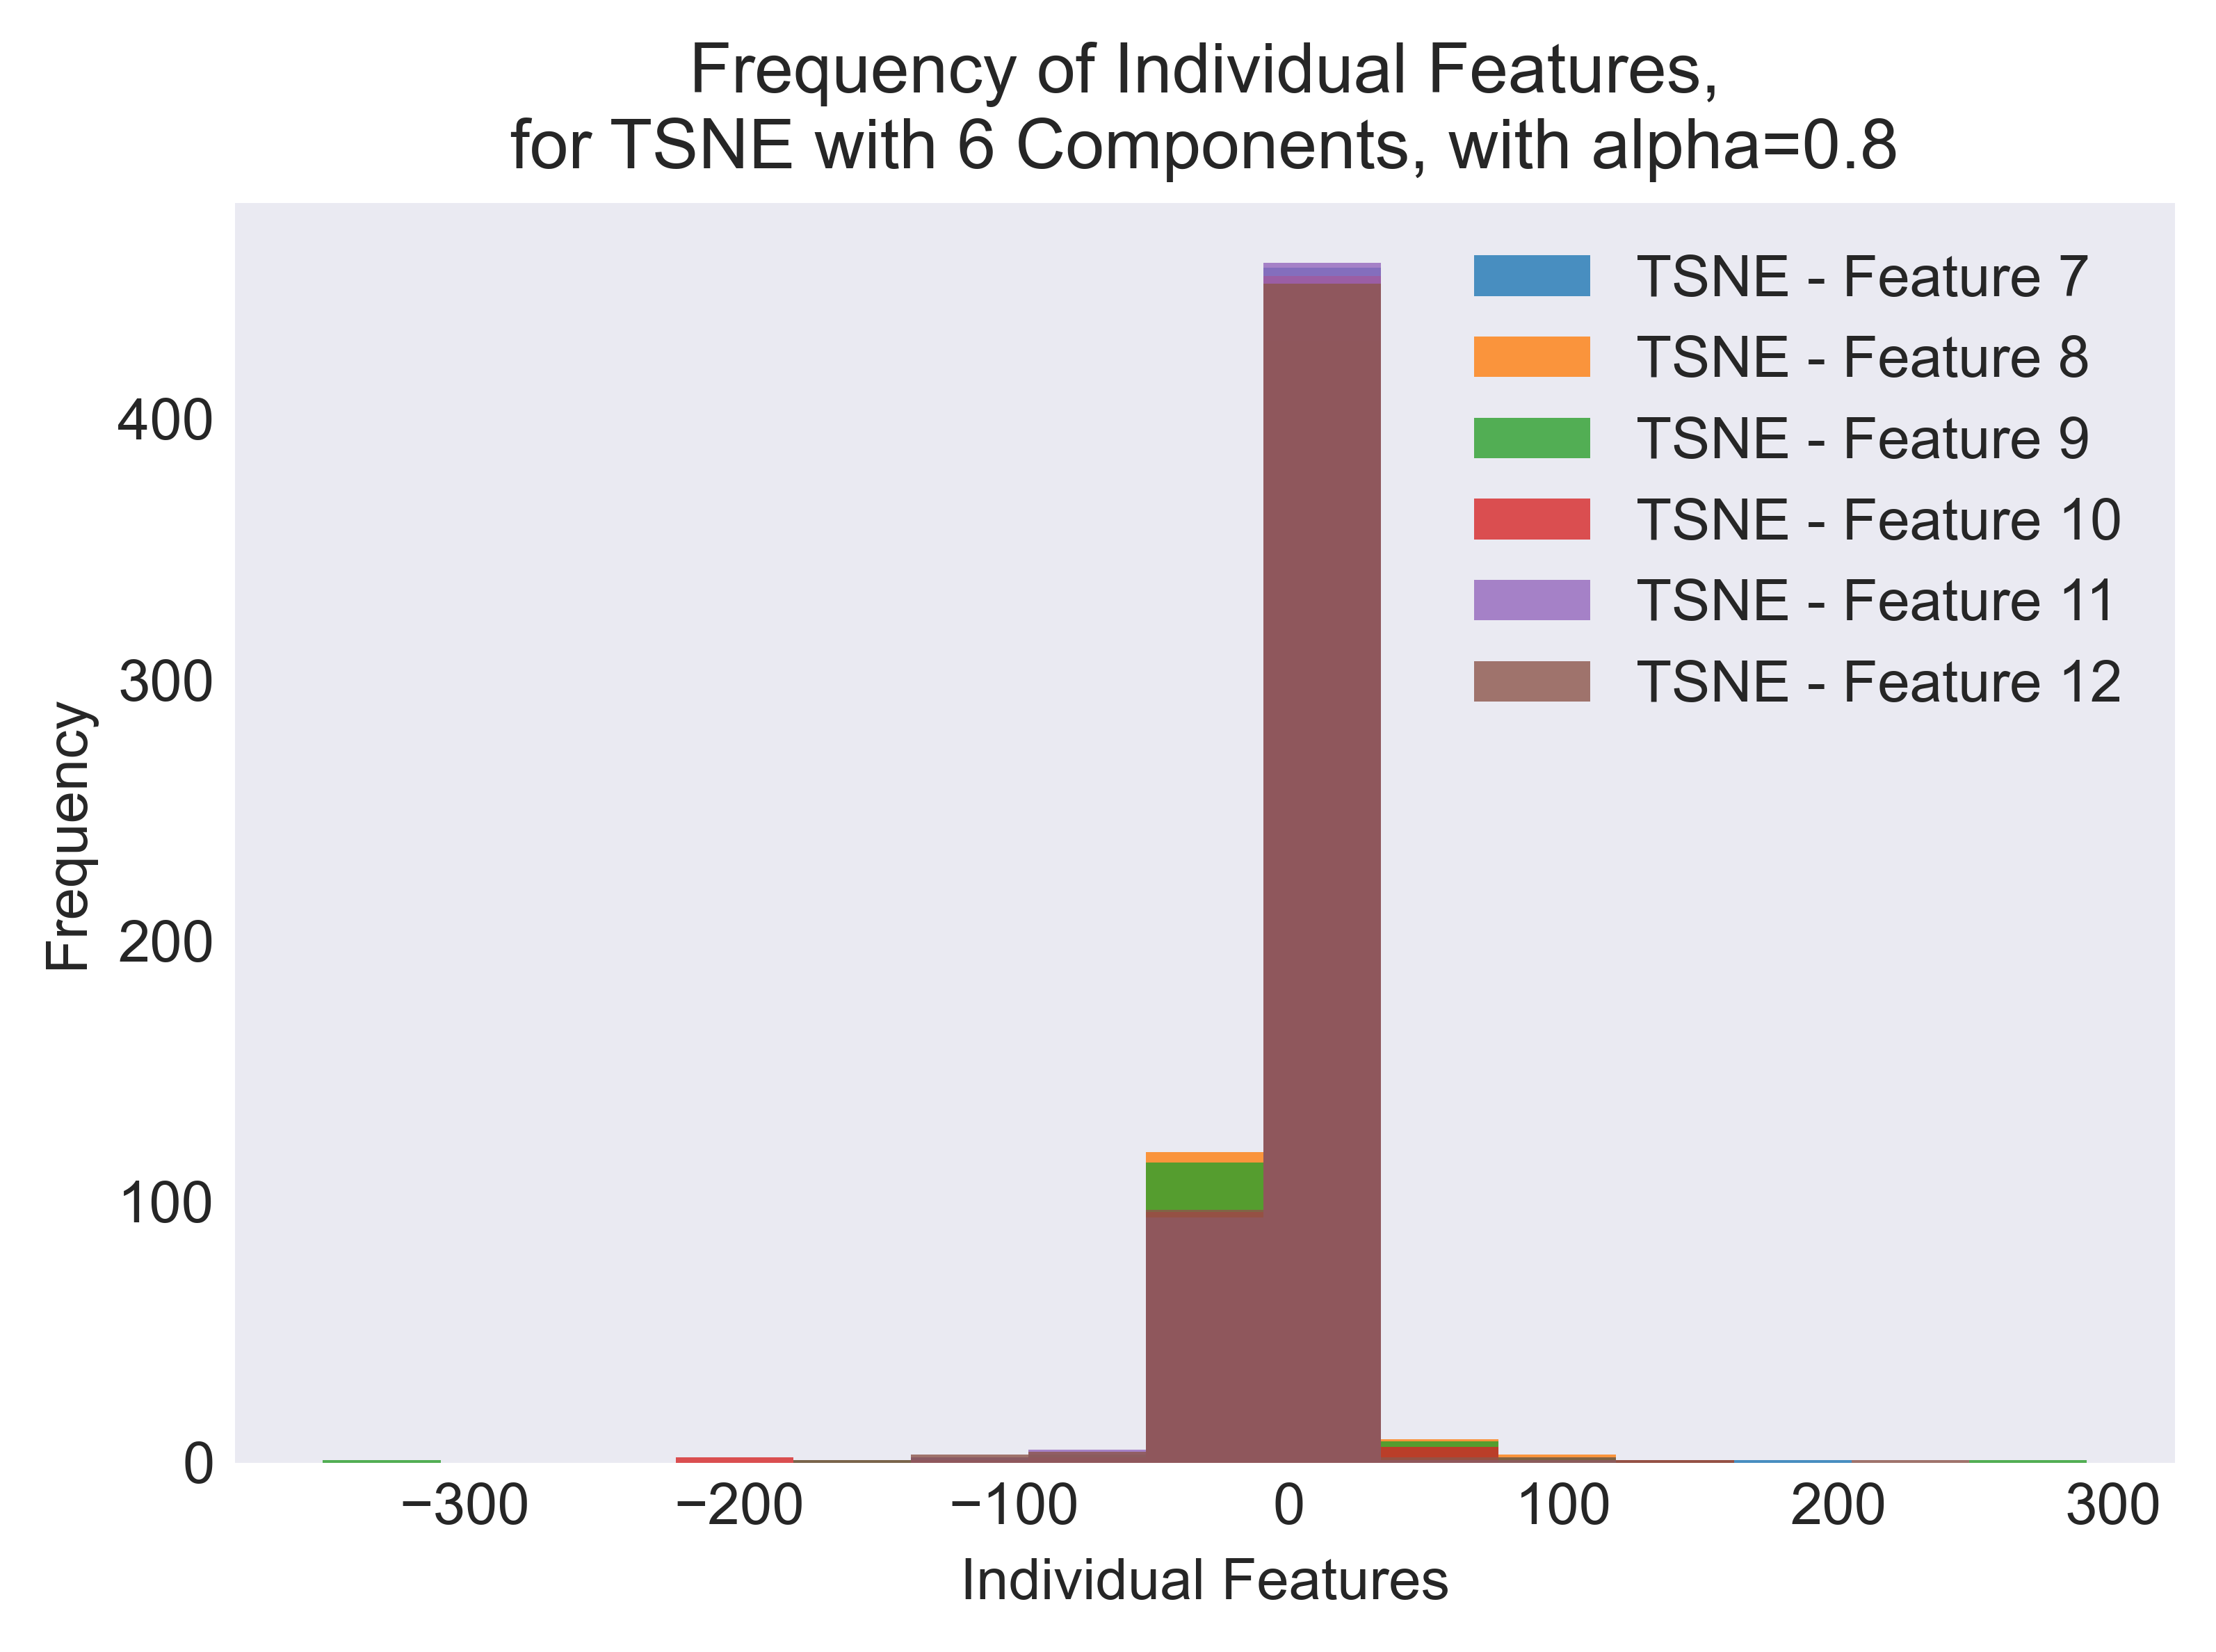 Frequency of Individual Features,
for TSNE with 6 Components, with alpha=0.8
TSNE - Feature 7
TSNE - Feature 8
TSNE - Feature 9
TSNE - Feature 10
TSNE - Feature 11
TSNE - Feature 12
Frequency
400
300
200
100
0
−300 −200 −100 0 100 200 300
Individual Features